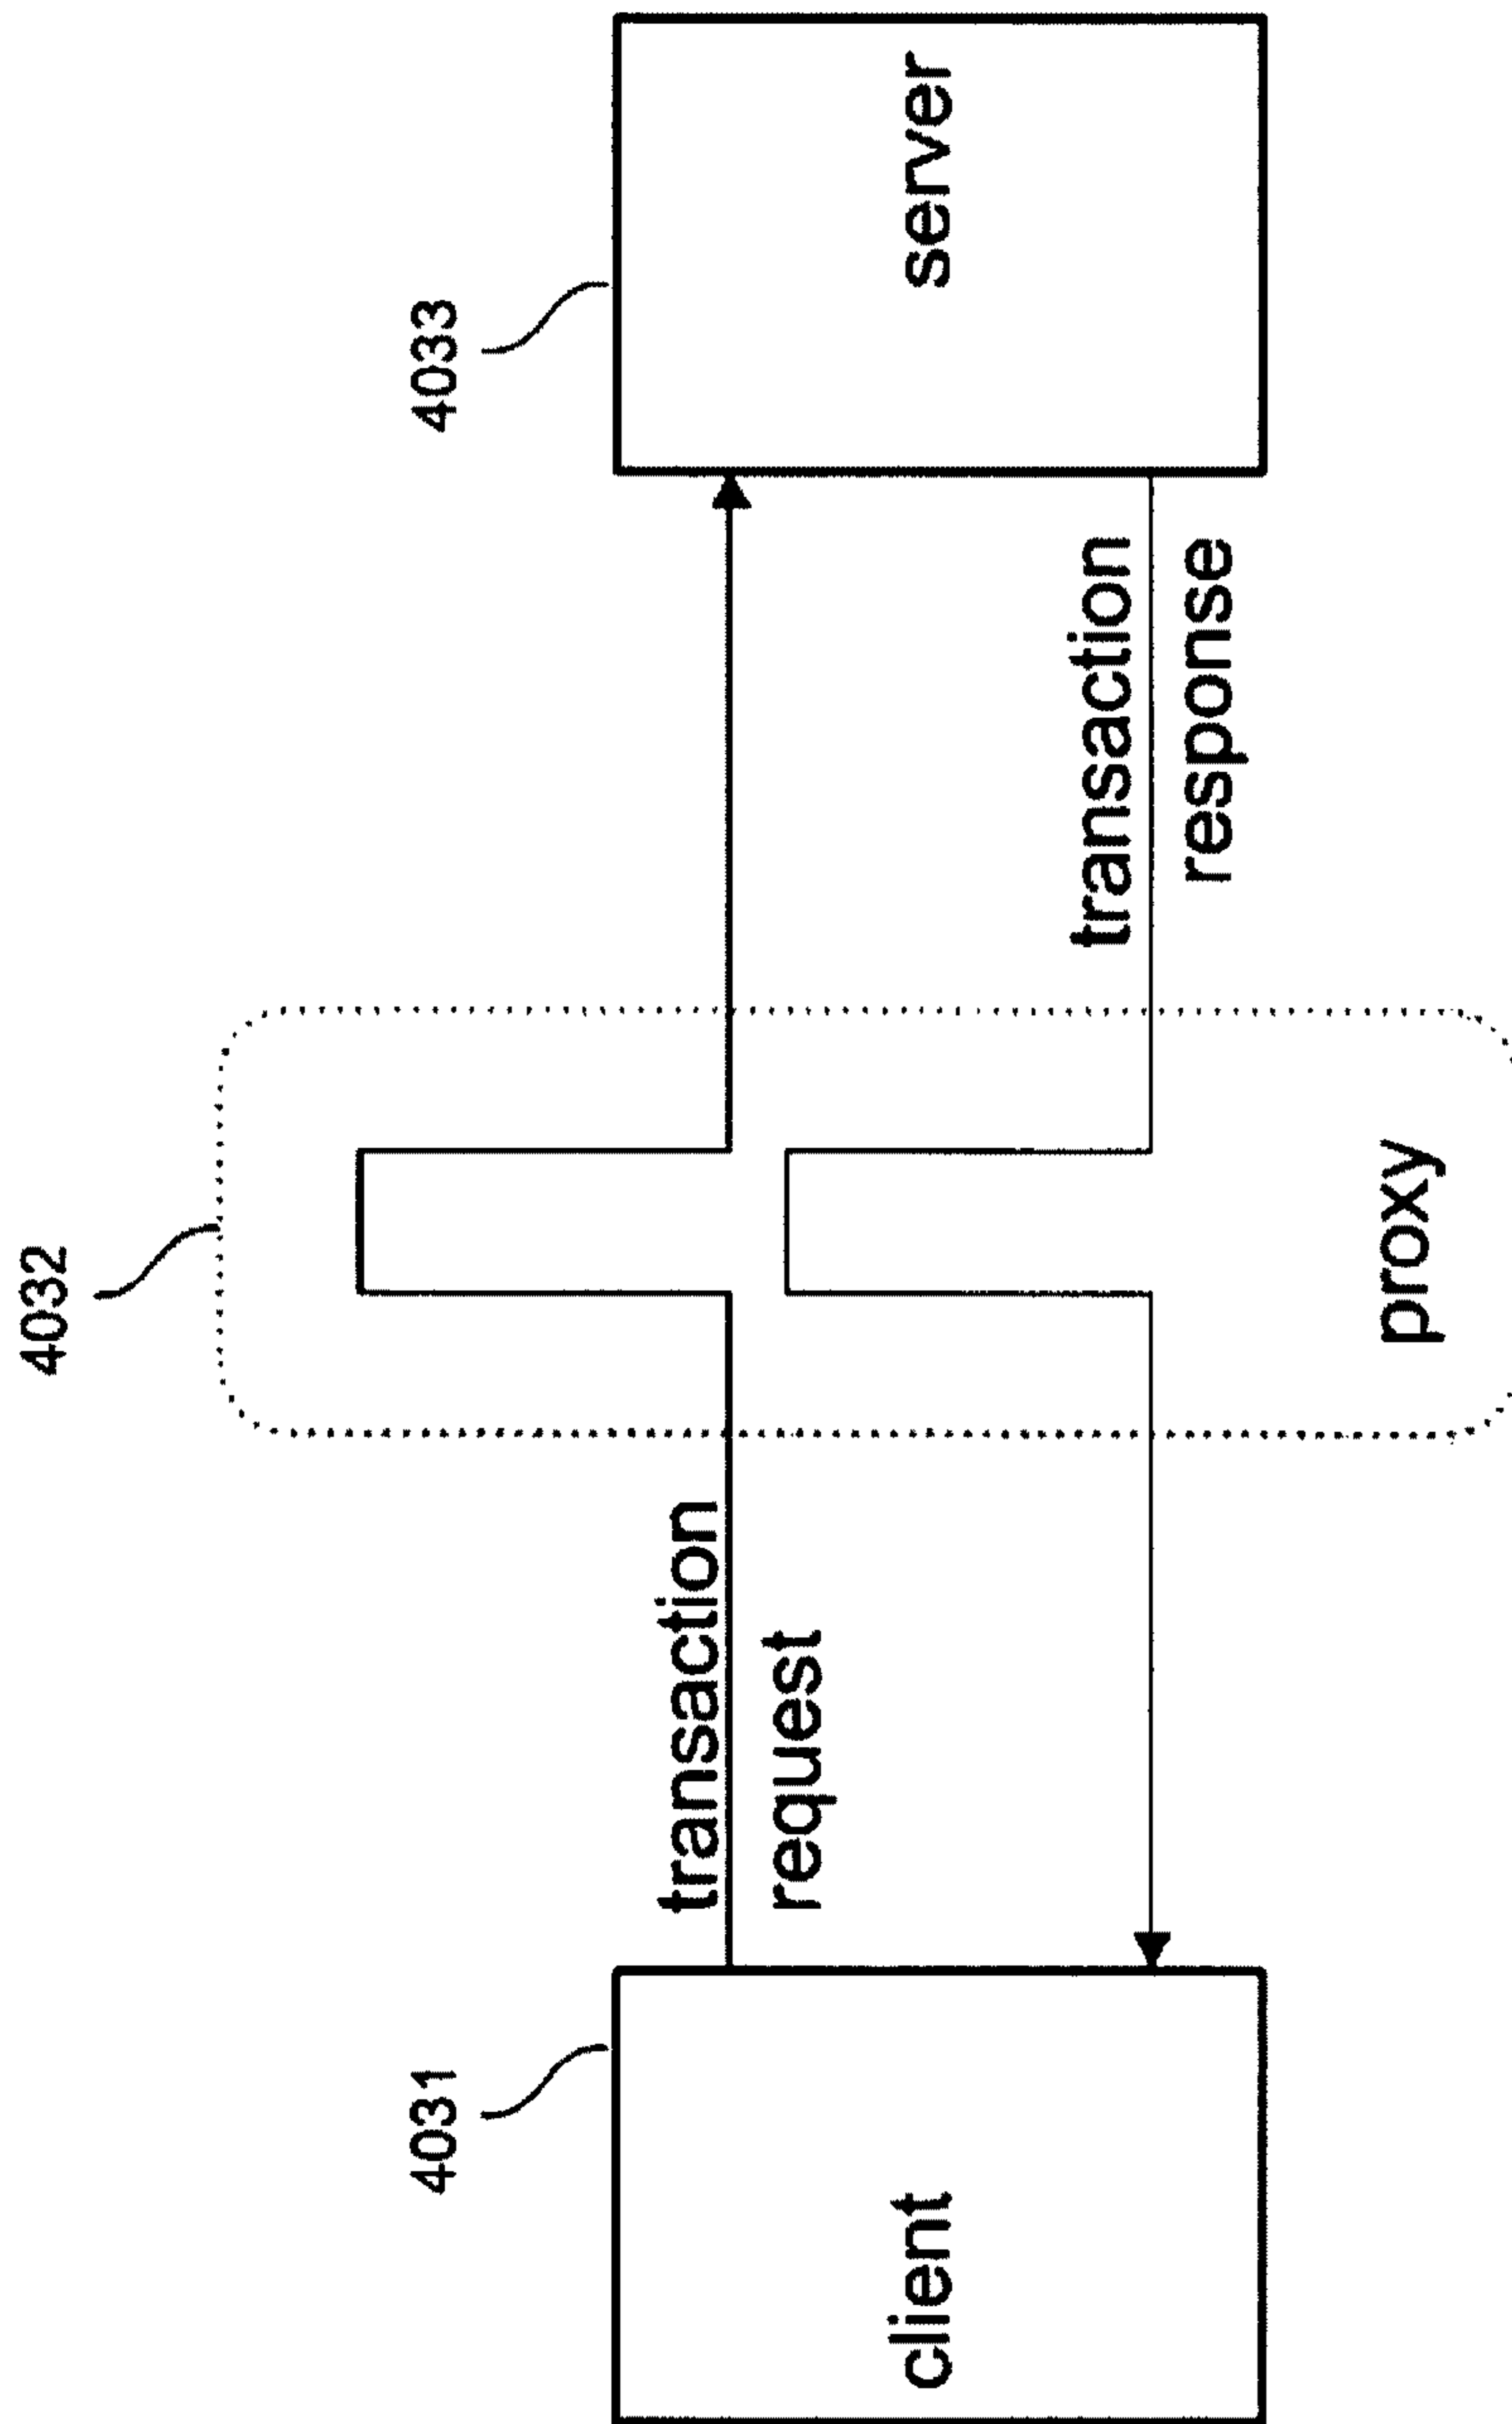 4032
4031
4033
transaction
request
client
server
transaction
response
proxy